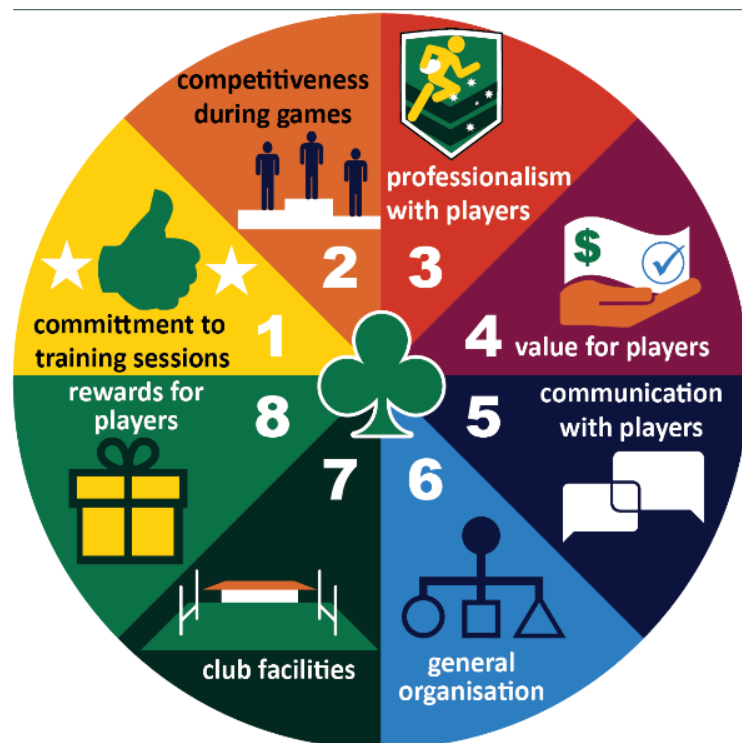 committment to
training sessions
1
competitiveness
during games
2
professionalism
with players
3
$
value for players
4
communication
with players
5
general
organisation
6
club facilities
7
rewards for
players
8